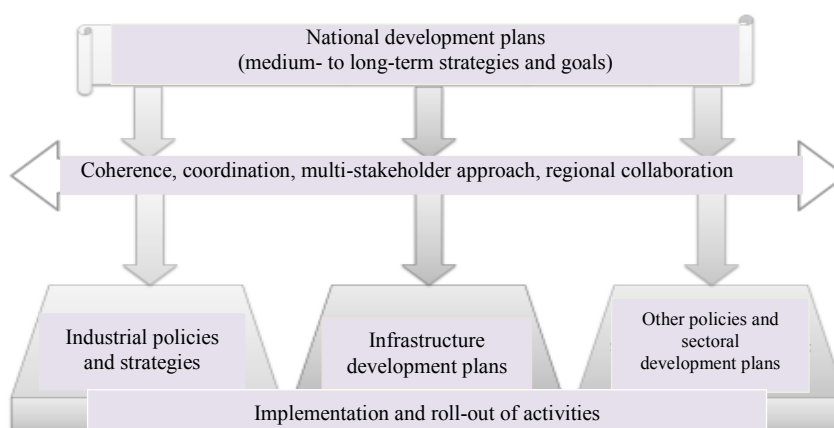 National development plans
(medium- to long-term strategies and goals)
Coherence, coordination, multi-stakeholder approach, regional collaboration
Industrial policies
and strategies
Infrastructure
development plans
Other policies and
sectoral
development plans
Implementation and roll-out of activities